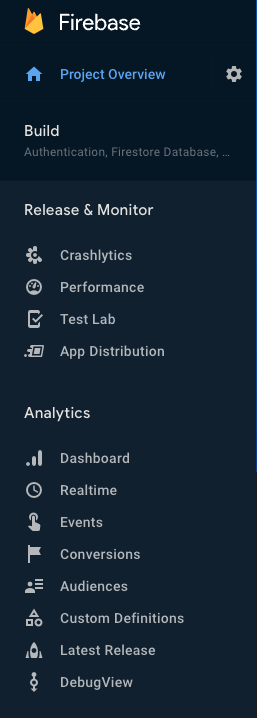 Firebase
Project Overview
Build
Authentication, Firestore Database, ...
Release & Monitor
Crashlytics
Performance
Test Lab
App Distribution
Analytics
Dashboard
Realtime
Events
Conversions
Audiences
Custom Definitions
Latest Release
DebugView